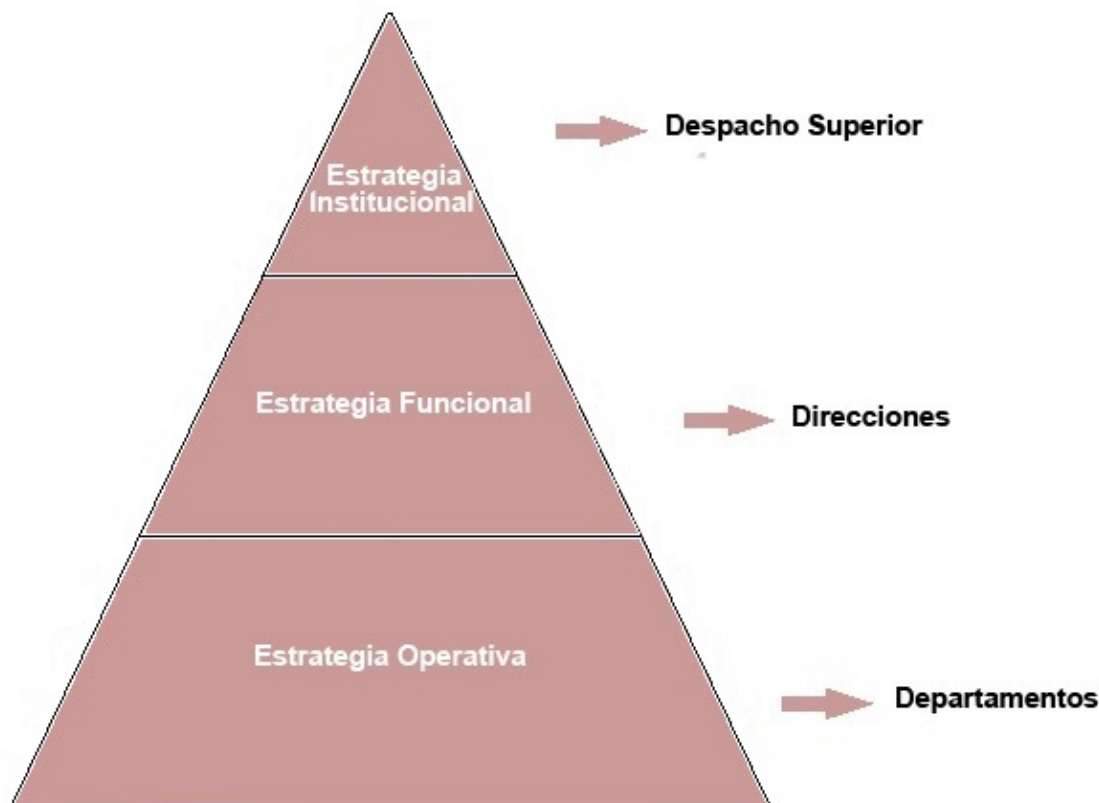 Despacho Superior
Estrategia
Institucional
Estrategia Funcional
Direcciones
Estrategia Operativa
Departamentos